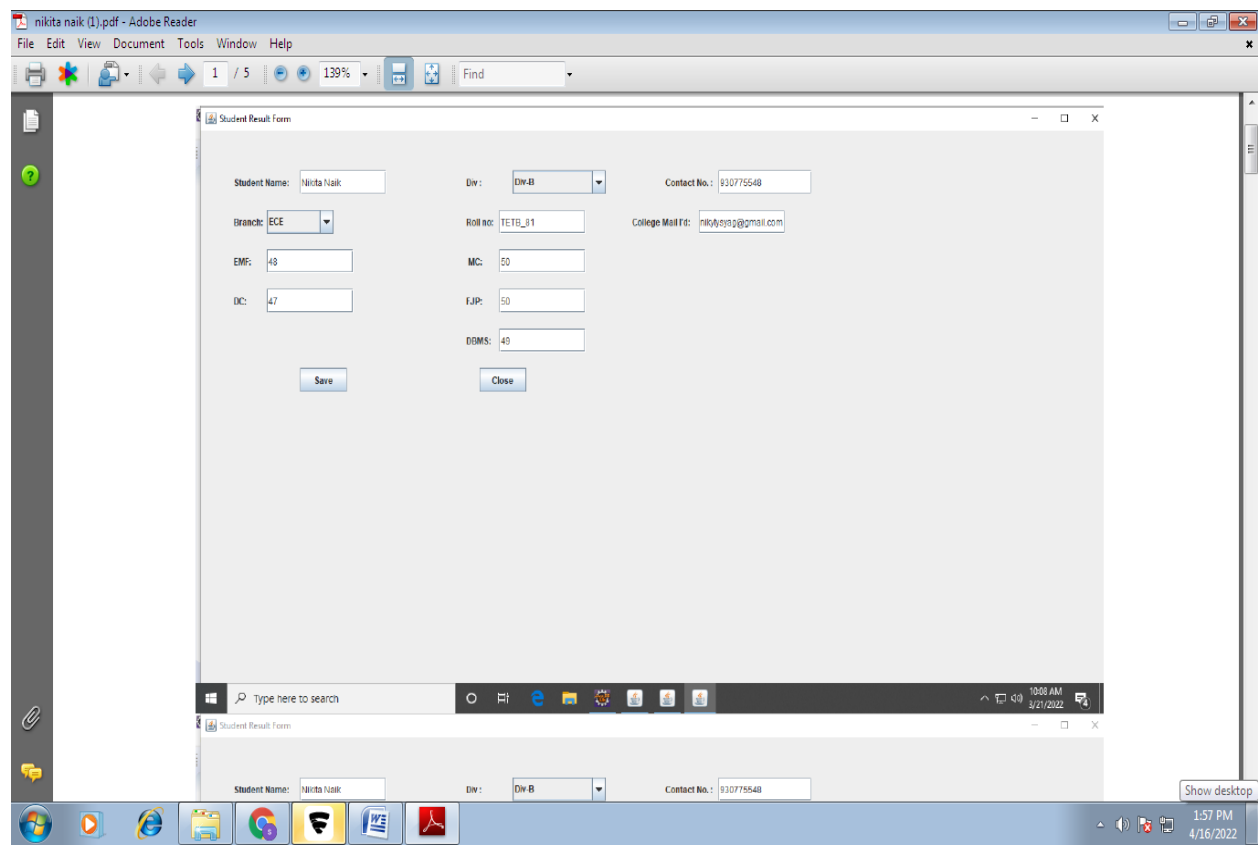 nikita naik (1).pdf - Adobe Reader
File Edit View Document Tools Window Help
1 / 5 139% Find
Student Result Form
Student Name: Nikita Naik Div : Div-B Contact No. : 930775548
Branch: ECE Roll no: TETB_81 College Mail I'd: @gmail.com
EMF: 48 MC: 50
DC: 47 FJP: 50
DBMS: 49
Save Close
Type here to search
10:08 AM
3/21/2022
Student Result Form
Student Name: Nikita Naik Div : Div-B Contact No. : 930775548
Show desktop
1:57 PM
4/16/2022